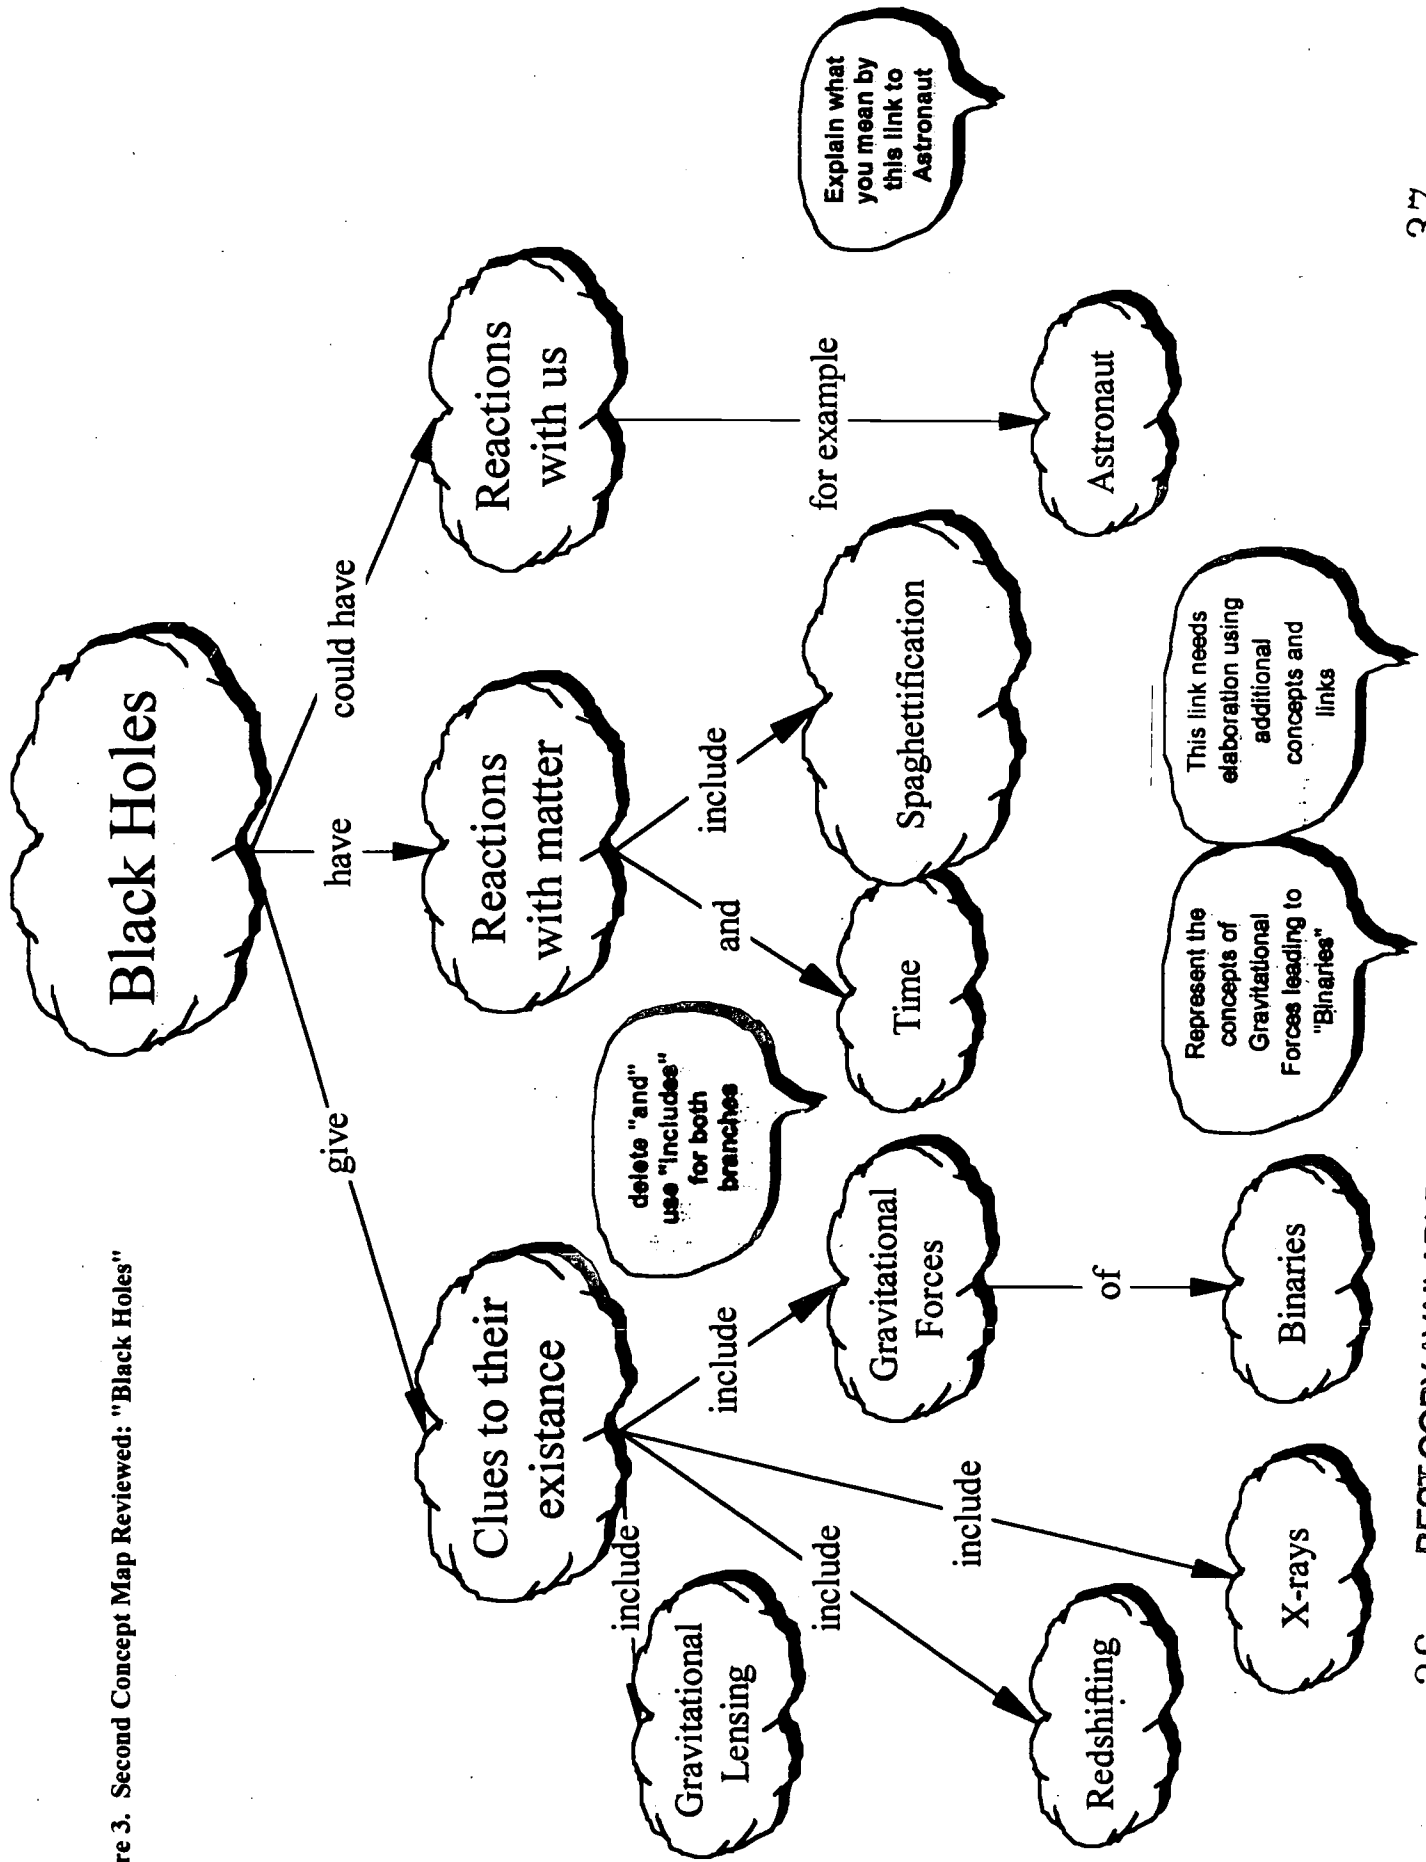 re 3. Second Concept Map Reviewed: "Black Holes"
Black Holes
give
have
could have
Clues to their
existance
Reactions
with matter
Reactions
with us
delete "and"
use "includes"
for both
branches
Explain what
you mean by
this link to
Astronaut
include
include
include
include
and
include
for example
Gravitational
Lensing
Gravitational
Forces
Time
Spaghettification
Redshifting
of
Astronaut
X-rays
Binaries
Represent the
concepts of
Gravitational
Forces leading to
"Binaries"
This link needs
elaboration using
additional
concepts and
links
37